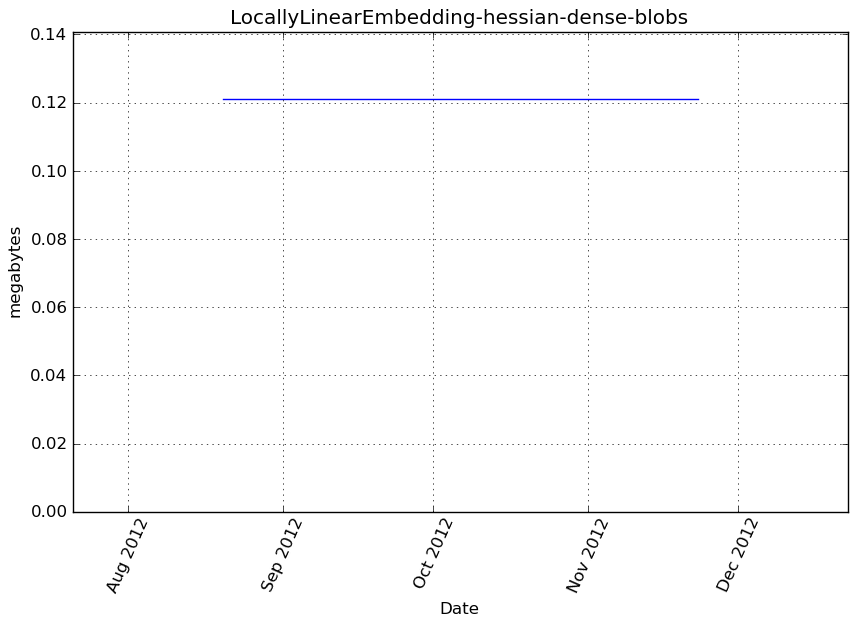 LocallyLinearEmbedding-hessian-dense-blobs
0.14
0.12
0.10
0.08
0.06
0.04
0.02
0.00
megabytes
Aug 2012
Sep 2012
Oct 2012
Nov 2012
Dec 2012
Date